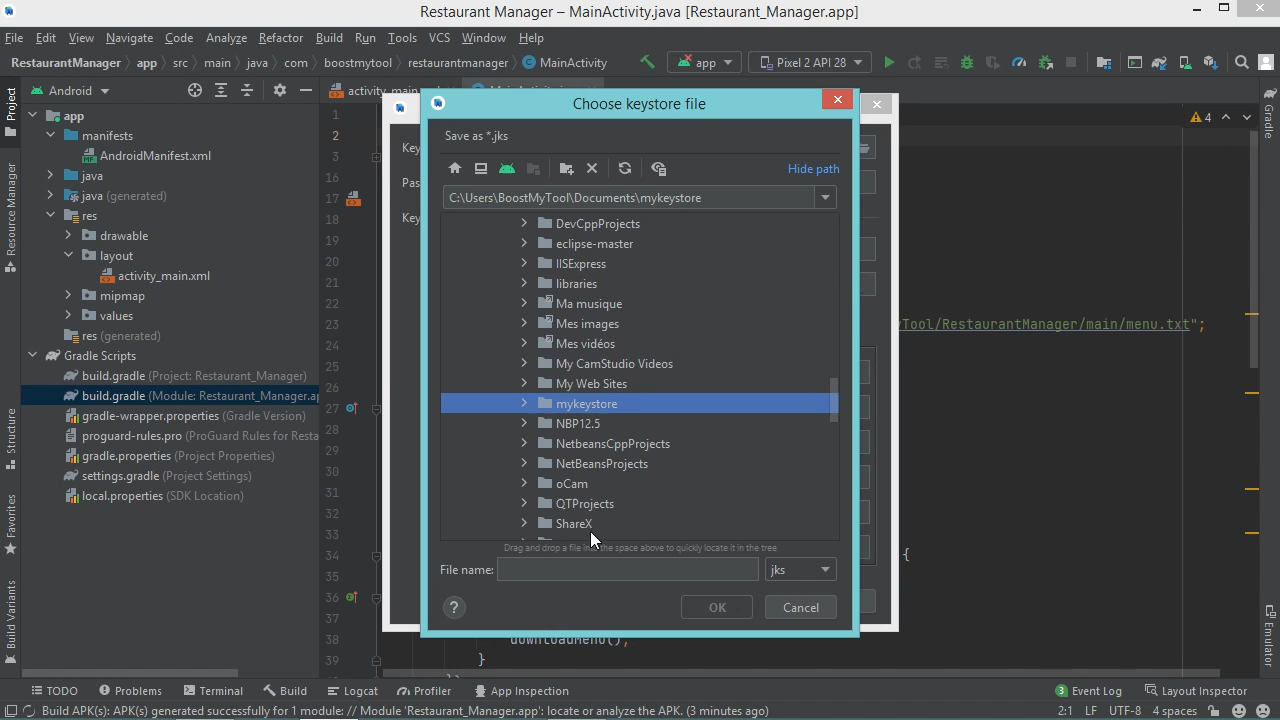 Restaurant Manager – MainActivity.java [Restaurant_Manager.app]
File Edit View Navigate Code Analyze Refactor Build Run Tools VCS Window Help
RestaurantManager app src main java com boostmytool restaurantmanager MainActivity app Pixel 2 API 28
Project
Resource Manager
Structure
Favorites
Build Variants
Android
app
manifests
AndroidManifest.xml
java
java (generated)
res
drawable
layout
activity_main.xml
mipmap
values
res (generated)
Gradle Scripts
build.gradle (Project: Restaurant_Manager)
build.gradle (Module: Restaurant_Manager.ap
gradle-wrapper.properties (Gradle Version)
proguard-rules.pro (ProGuard Rules for Resta
gradle.properties (Project Properties)
settings.gradle (Project Settings)
local.properties (SDK Location)
activity_ma
1
2
3
16
17
18
19
20
21
22
23
24
25
26
27
28
29
30
31
32
33
34
35
36
37
38
39
4
yTool/RestaurantManager/main/menu.txt";
{
downloadMenu();
}
Key
Pas
Key
Choose keystore file
Save as *.jks
Hide path
C:\Users\BoostMyTool\Documents\mykeystore
DevCppProjects
eclipse-master
IISExpress
libraries
Ma musique
Mes images
Mes vidéos
My CamStudio Videos
My Web Sites
mykeystore
NBP12.5
NetbeansCppProjects
NetBeansProjects
oCam
QTProjects
ShareX
Drag and drop a file into the space above to quickly locate it in the tree
File name: jks
? OK Cancel
Gradle
Emulator
TODO Problems Terminal Build Logcat Profiler App Inspection 3 Event Log Layout Inspector
Build APK(s): APK(s) generated successfully for 1 module: // Module 'Restaurant_Manager.app': locate or analyze the APK. (3 minutes ago) 2:1 LF UTF-8 4 spaces